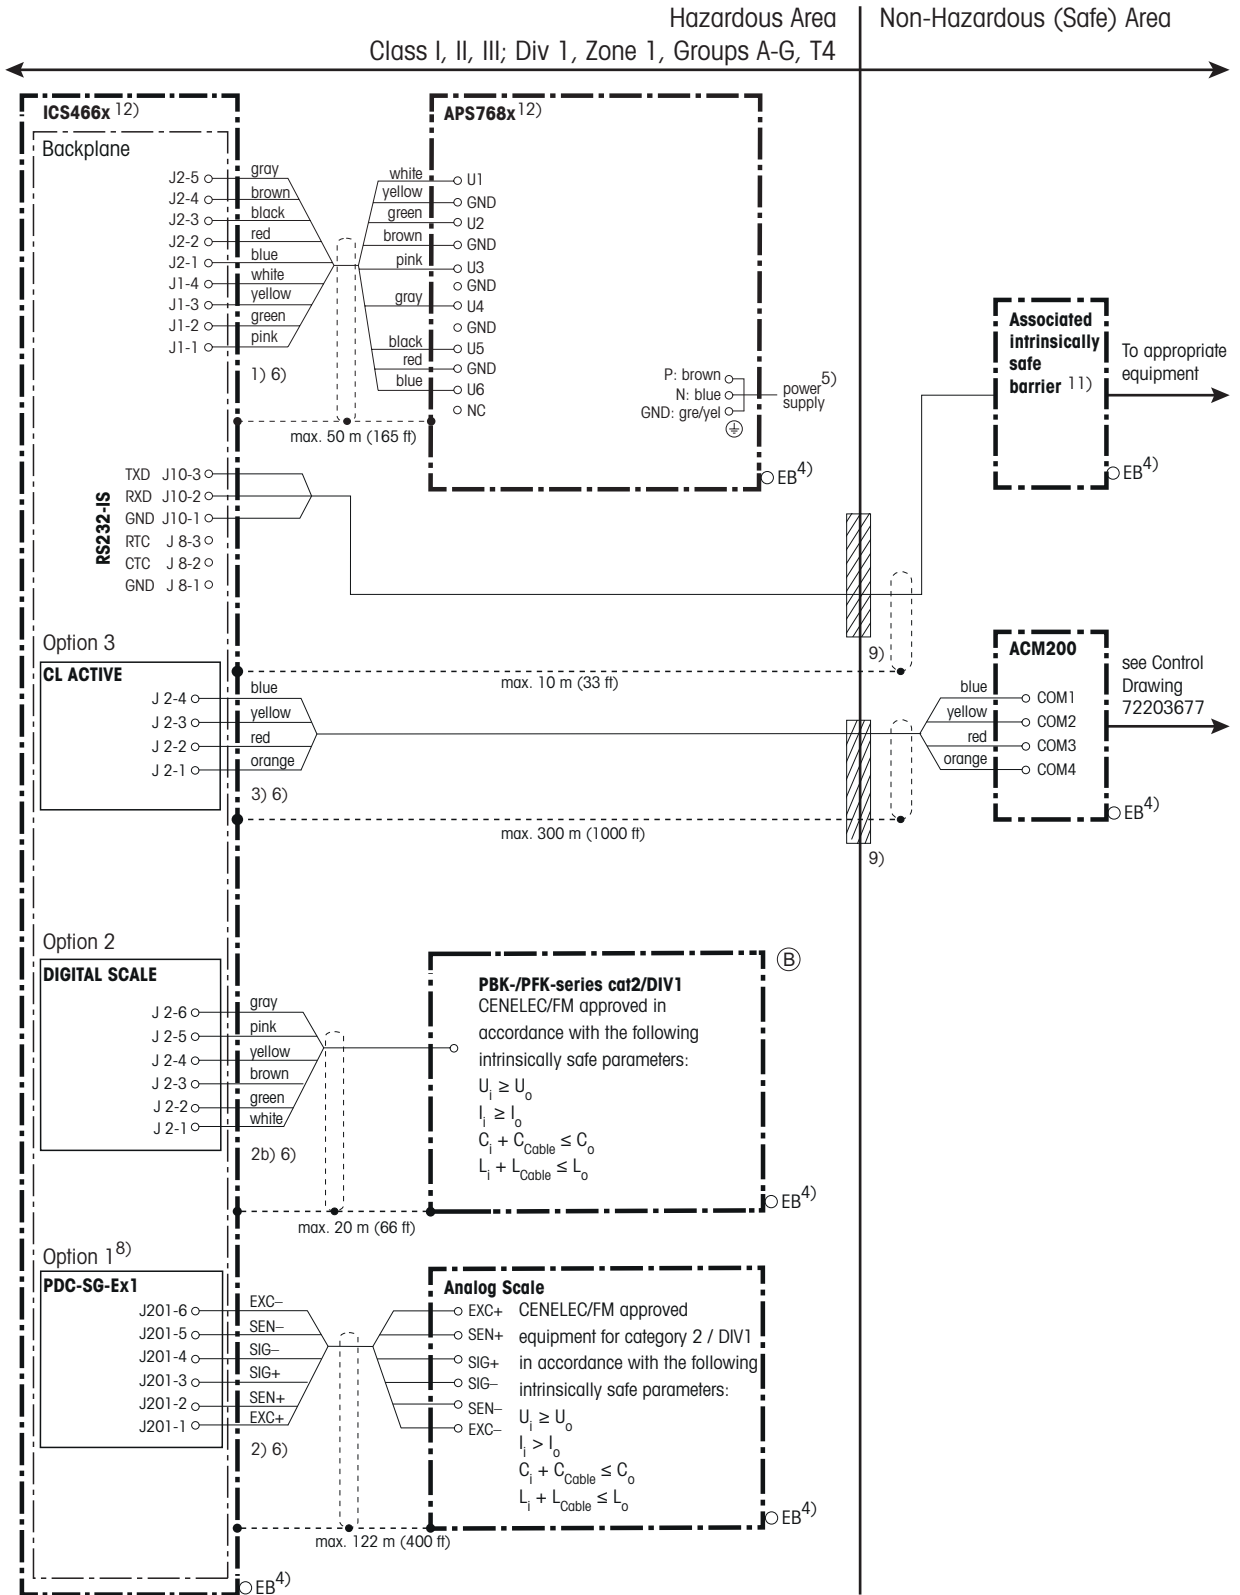 Hazardous Area
Non-Hazardous (Safe) Area
Class I, II, III; Div 1, Zone 1, Groups A-G, T4
ICS466x 12)
Backplane
J2-5 gray
J2-4 brown
J2-3 black
J2-2 red
J2-1 blue
J1-4 white
J1-3 yellow
J1-2 green
J1-1 pink
1) 6)
max. 50 m (165 ft)
APS768x 12)
white U1
yellow GND
green U2
brown GND
pink U3
GND
gray U4
GND
black U5
red GND
blue U6
NC
P: brown
N: blue
GND: gre/yel
power 5)
supply
EB 4)
RS232-IS
TXD J10-3
RXD J10-2
GND J10-1
RTC J 8-3
CTC J 8-2
GND J 8-1
9)
max. 10 m (33 ft)
Associated
intrinsically
safe
barrier 11)
To appropriate
equipment
EB 4)
Option 3
CL ACTIVE
J 2-4 blue
J 2-3 yellow
J 2-2 red
J 2-1 orange
3) 6)
max. 300 m (1000 ft)
9)
ACM200
blue COM1
yellow COM2
red COM3
orange COM4
see Control
Drawing
72203677
EB 4)
Option 2
DIGITAL SCALE
J 2-6 gray
J 2-5 pink
J 2-4 yellow
J 2-3 brown
J 2-2 green
J 2-1 white
2b) 6)
max. 20 m (66 ft)
B
PBK-/PFK-series cat2/DIV1
CENELEC/FM approved in
accordance with the following
intrinsically safe parameters:
Ui ≥ Uo
Ii ≥ Io
Ci + CCable ≤ Co
Li + LCable ≤ Lo
EB 4)
Option 1 8)
PDC-SG-Ex1
J201-6 EXC–
J201-5 SEN–
J201-4 SIG–
J201-3 SIG+
J201-2 SEN+
J201-1 EXC+
2) 6)
max. 122 m (400 ft)
Analog Scale
EXC+
SEN+
SIG+
SIG–
SEN–
EXC–
CENELEC/FM approved
equipment for category 2 / DIV1
in accordance with the following
intrinsically safe parameters:
Ui ≥ Uo
Ii > Io
Ci + CCable ≤ Co
Li + LCable ≤ Lo
EB 4)
EB 4)